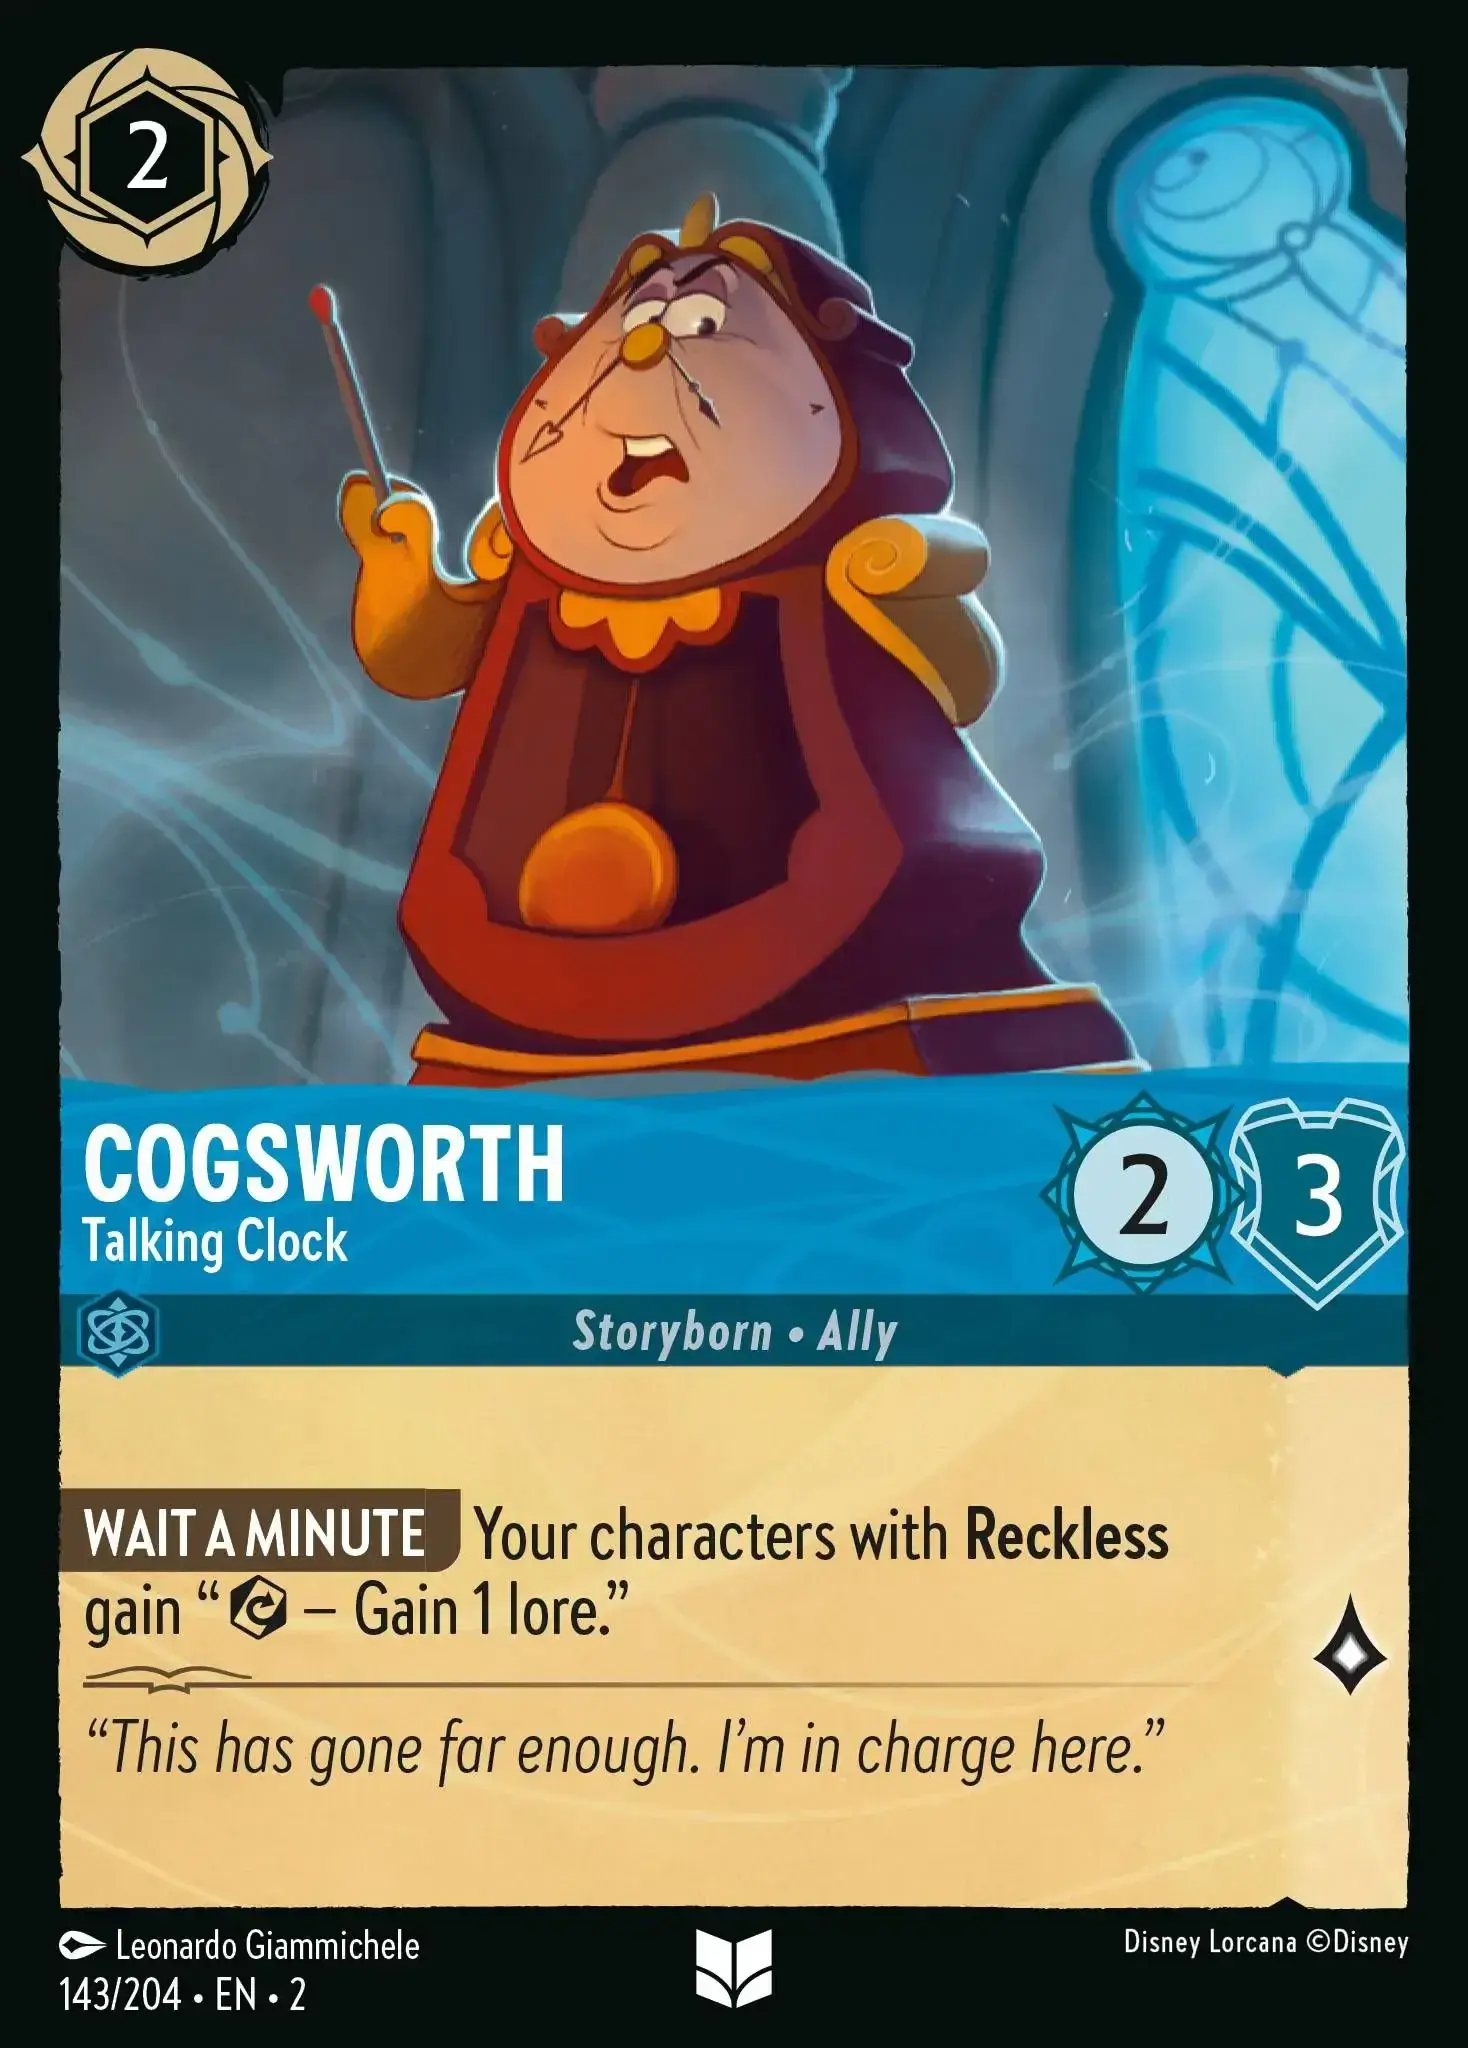 2
COGSWORTH
Talking Clock
2
3
Storyborn • Ally
WAIT A MINUTE Your characters with Reckless
gain “ – Gain 1 lore.”
“This has gone far enough. I’m in charge here.”
Leonardo Giammichele
143/204 • EN • 2
Disney Lorcana ©Disney